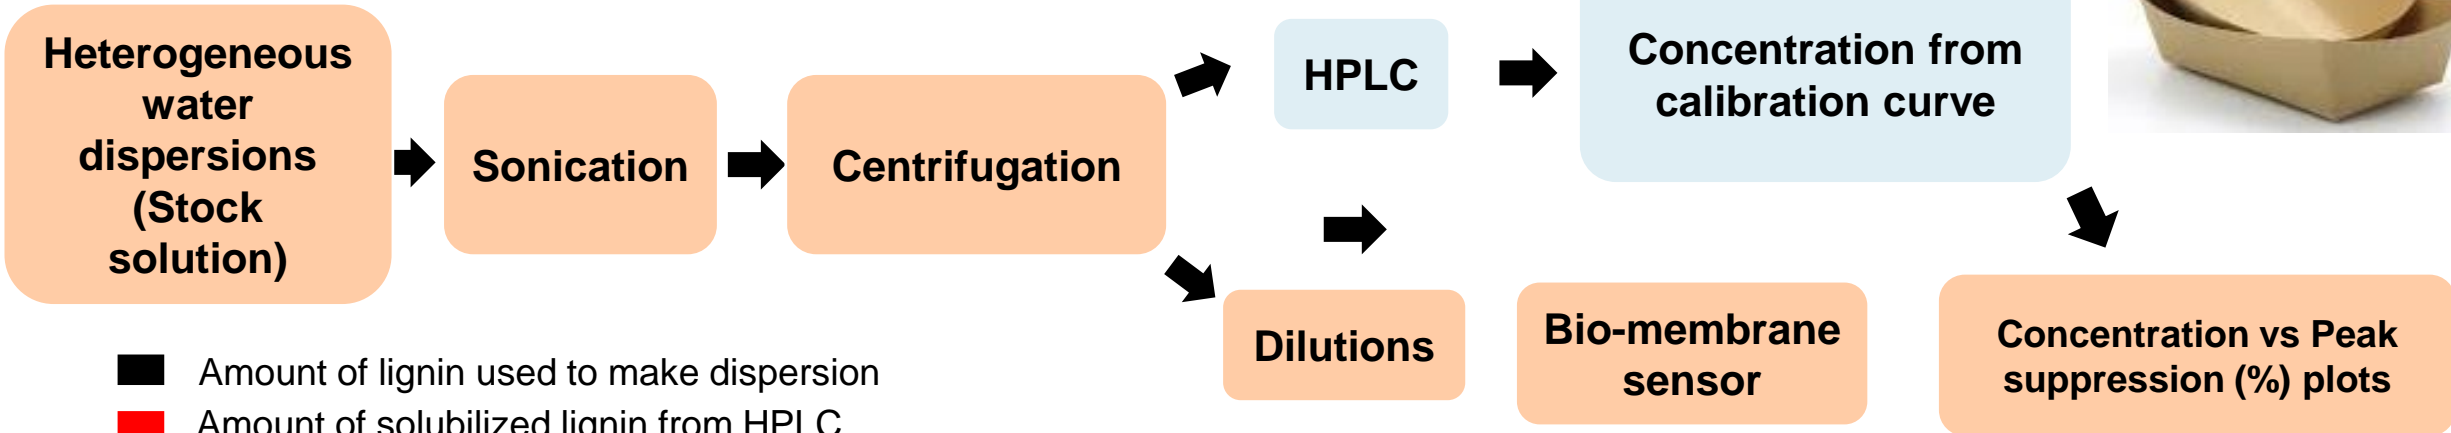 Heterogeneous
water
dispersions
(Stock
solution)
Sonication
Centrifugation
HPLC
Concentration from
calibration curve
Dilutions
Bio-membrane
sensor
Concentration vs Peak
suppression (%) plots
Amount of lignin used to make dispersion
Amount of solubilized lignin from HPLC